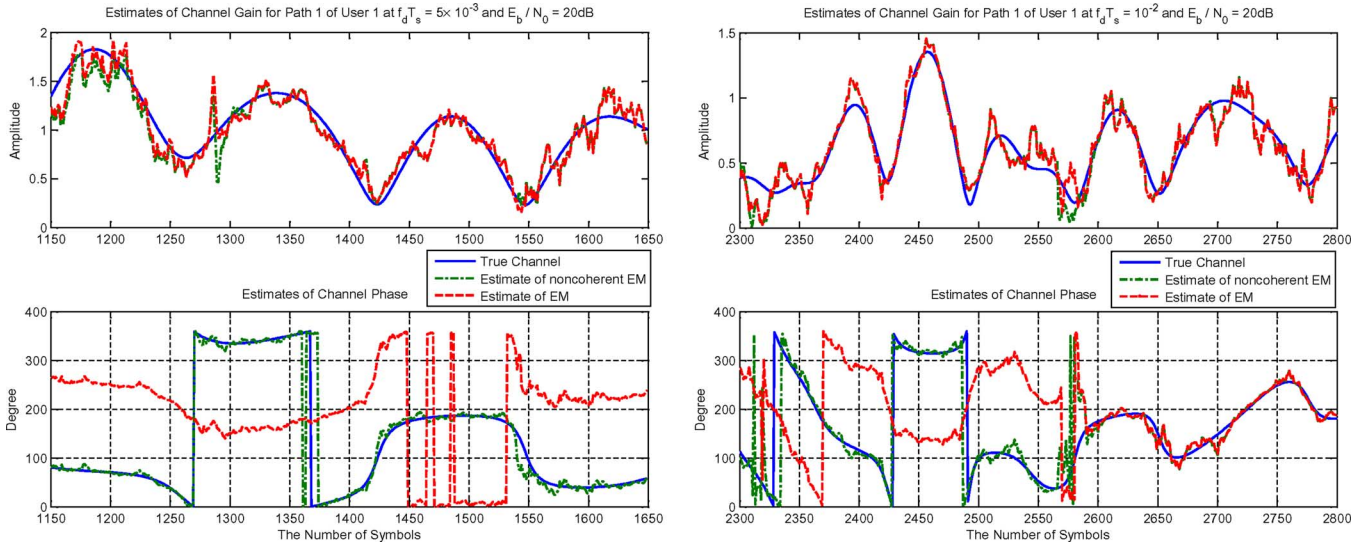 Estimates of Channel Gain for Path 1 of User 1 at f_d T_s = 5× 10⁻³ and E_b / N_0 = 20dB
2
1.5
1
0.5
0
Amplitude
1150 1200 1250 1300 1350 1400 1450 1500 1550 1600 1650
True Channel
Estimate of noncoherent EM
Estimate of EM
Estimates of Channel Phase
400
300
200
100
0
Degree
1150 1200 1250 1300 1350 1400 1450 1500 1550 1600 1650
The Number of Symbols
Estimates of Channel Gain for Path 1 of User 1 at f_d T_s = 10⁻² and E_b / N_0 = 20dB
1.5
1
0.5
0
Amplitude
2300 2350 2400 2450 2500 2550 2600 2650 2700 2750 2800
True Channel
Estimate of noncoherent EM
Estimate of EM
Estimates of Channel Phase
400
300
200
100
0
Degree
2300 2350 2400 2450 2500 2550 2600 2650 2700 2750 2800
The Number of Symbols